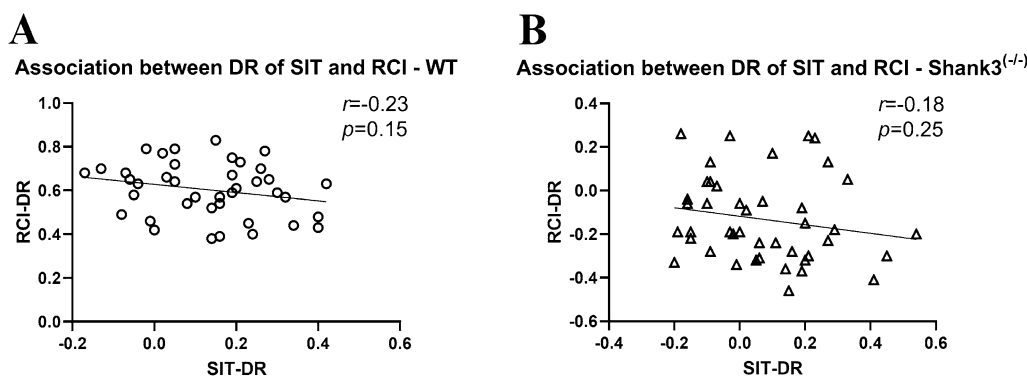 A
Association between DR of SIT and RCI - WT
r=-0.23
p=0.15
1.0
0.8
0.6
0.4
0.2
0.0
RCI-DR
-0.2
0.0
0.2
0.4
0.6
SIT-DR
B
Association between DR of SIT and RCI - Shank3(-/-)
r=-0.18
p=0.25
0.4
0.2
0.0
-0.2
-0.4
-0.6
RCI-DR
-0.4
-0.2
0.0
0.2
0.4
0.6
SIT-DR